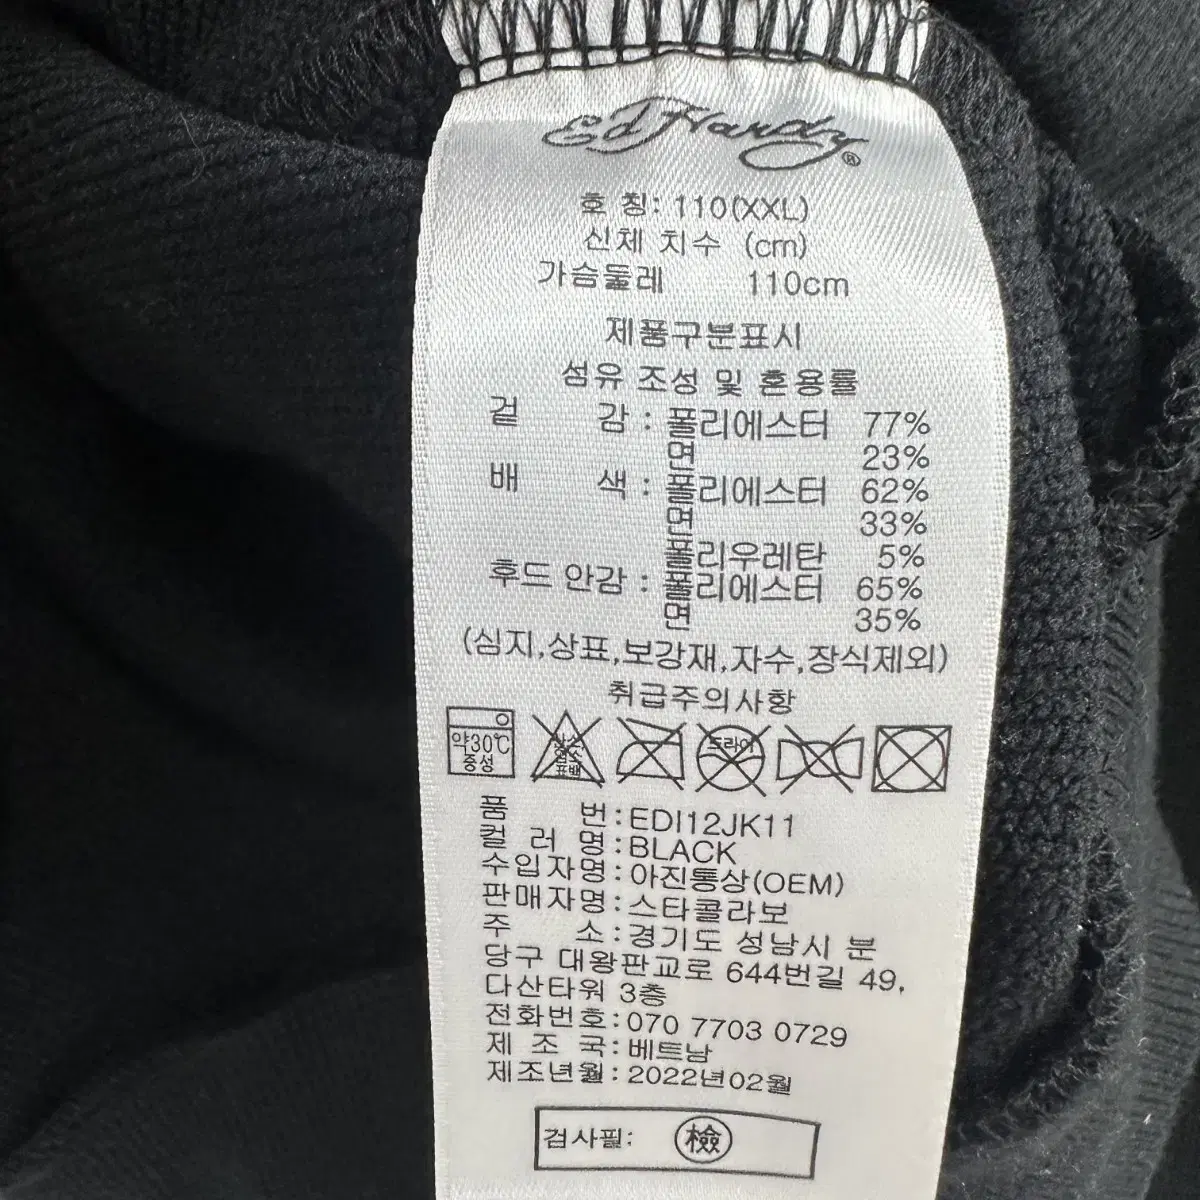 Ed Hardy®
호 칭: 110(XXL)
신체 치수 (cm)
가슴둘레 110cm
제품구분표시
섬유 조성 및 혼용률
겉 감 : 폴리에스터 77%
면 23%
배 색 : 폴리에스터 62%
면 33%
폴리우레탄 5%
후드 안감 : 폴리에스터 65%
면 35%
(심지,상표,보강재,자수,장식제외)
취급주의사항
약30℃
중성
산소
염소
표백
드라이
품 번:EDI12JK11
컬 러 명:BLACK
수입자명:아진통상(OEM)
판매자명:스타콜라보
주 소:경기도 성남시 분
당구 대왕판교로 644번길 49,
다산타워 3층
전화번호:070 7703 0729
제 조 국:베트남
제조년월:2022년02월
검사필: 檢